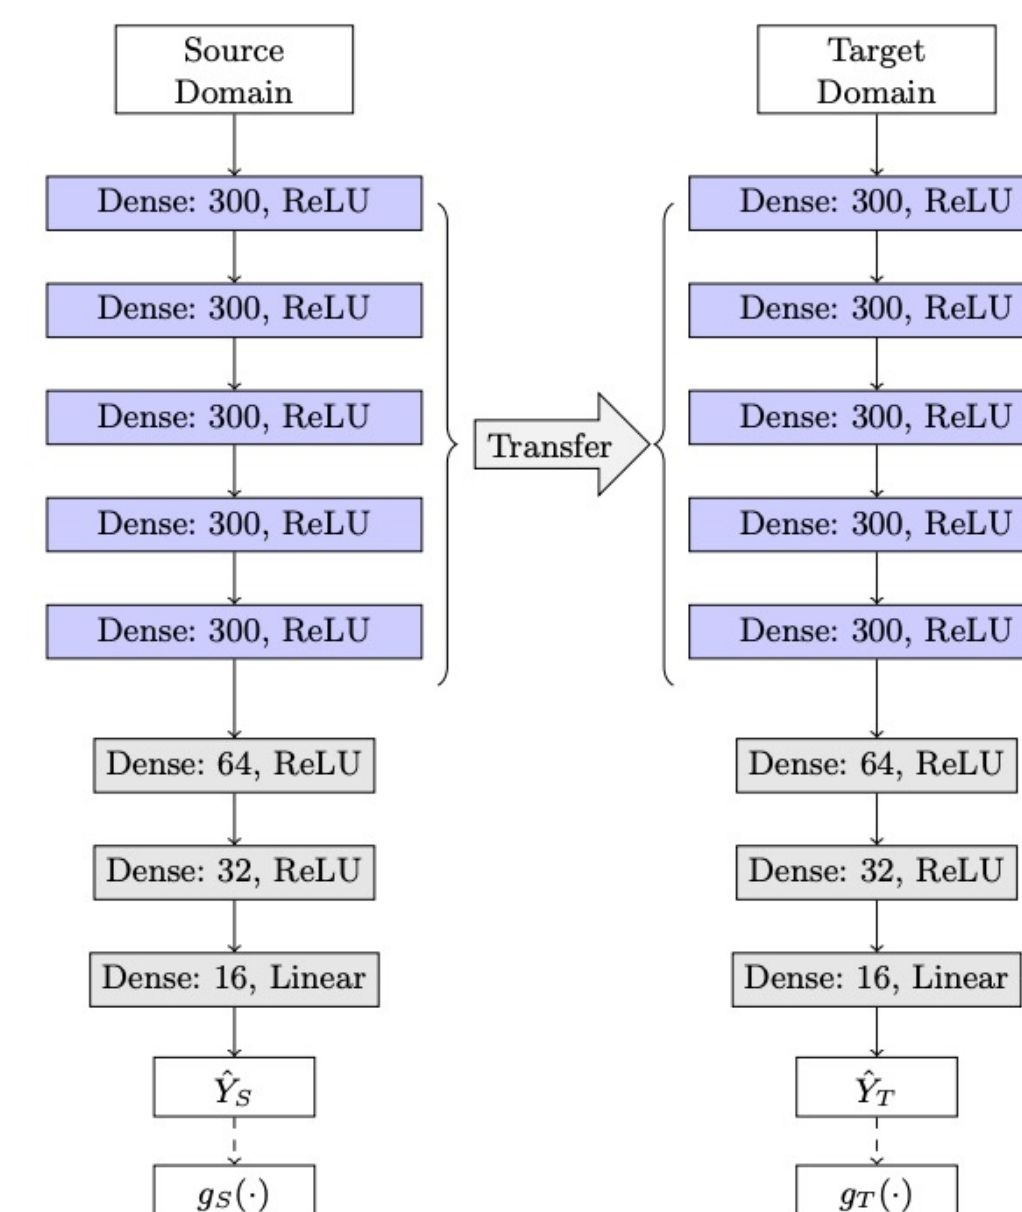 Source
Domain
Dense: 300, ReLU
Dense: 300, ReLU
Dense: 300, ReLU
Dense: 300, ReLU
Dense: 300, ReLU
Dense: 64, ReLU
Dense: 32, ReLU
Dense: 16, Linear
Ŷ_S
g_S(·)
Transfer
Target
Domain
Dense: 300, ReLU
Dense: 300, ReLU
Dense: 300, ReLU
Dense: 300, ReLU
Dense: 300, ReLU
Dense: 64, ReLU
Dense: 32, ReLU
Dense: 16, Linear
Ŷ_T
g_T(·)